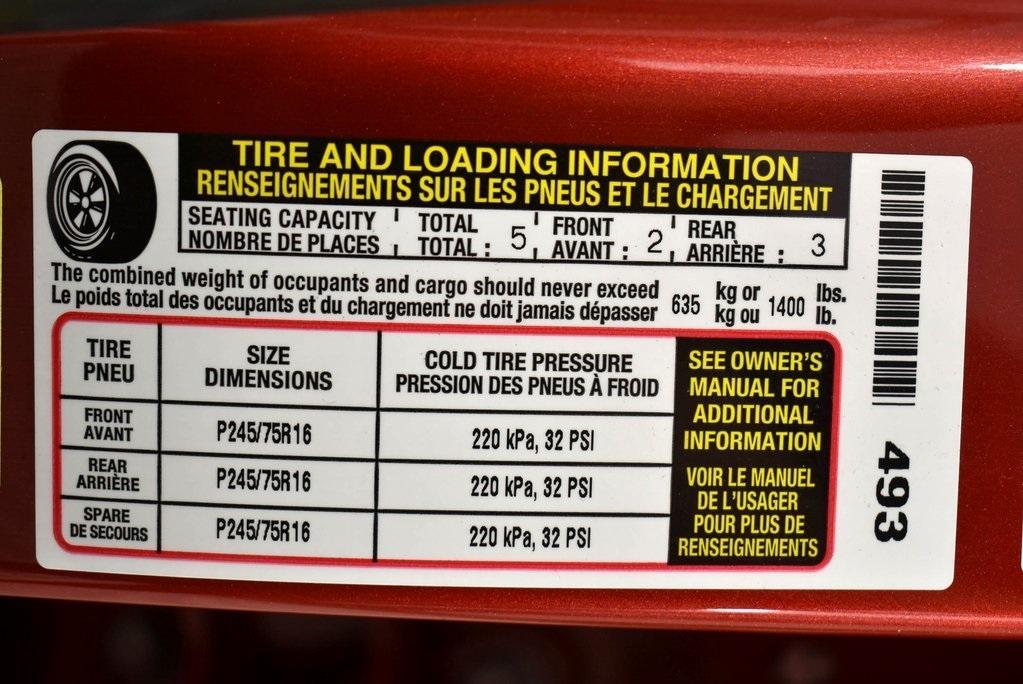 TIRE AND LOADING INFORMATION
RENSEIGNEMENTS SUR LES PNEUS ET LE CHARGEMENT
SEATING CAPACITY TOTAL FRONT REAR
NOMBRE DE PLACES TOTAL : 5 AVANT : 2 ARRIÈRE : 3
The combined weight of occupants and cargo should never exceed 635 kg or 1400 lbs.
Le poids total des occupants et du chargement ne doit jamais dépasser kg ou lb.
TIRE
PNEU
SIZE
DIMENSIONS
COLD TIRE PRESSURE
PRESSION DES PNEUS À FROID
FRONT
AVANT
P245/75R16
220 kPa, 32 PSI
REAR
ARRIÈRE
P245/75R16
220 kPa, 32 PSI
SPARE
DE SECOURS
P245/75R16
220 kPa, 32 PSI
SEE OWNER'S
MANUAL FOR
ADDITIONAL
INFORMATION
VOIR LE MANUEL
DE L'USAGER
POUR PLUS DE
RENSEIGNEMENTS
493